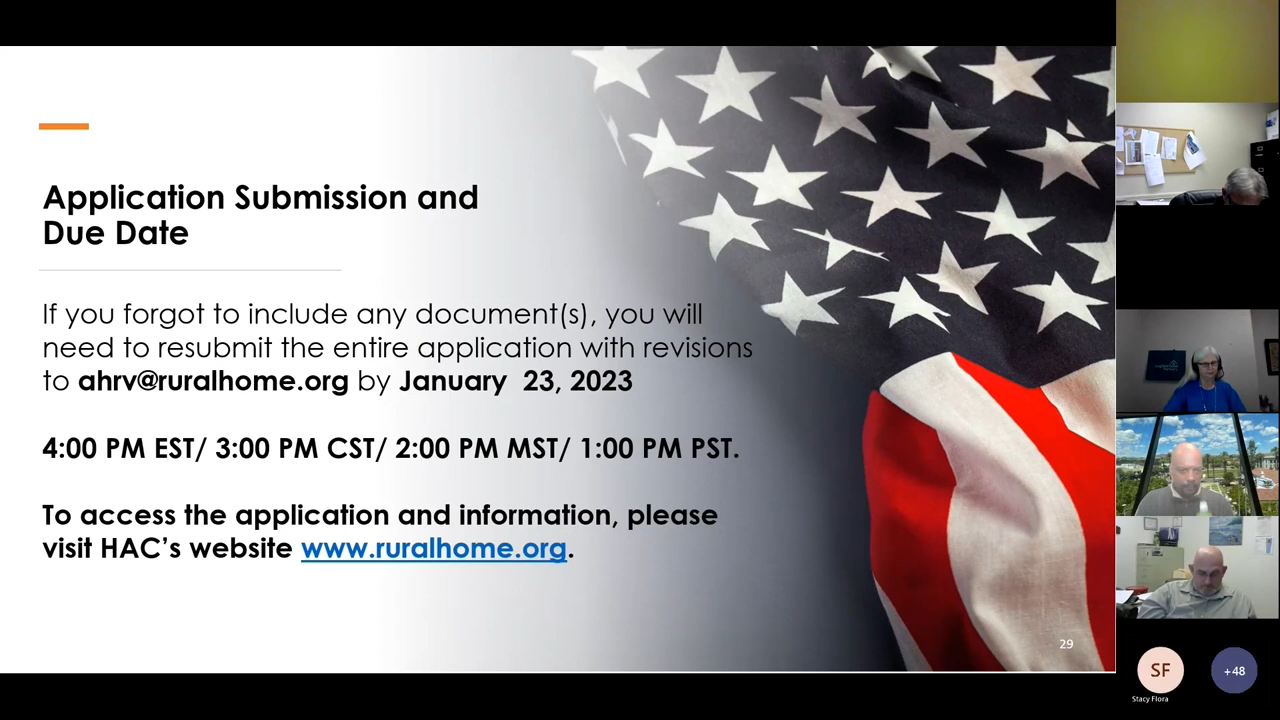 Application Submission and
Due Date
If you forgot to include any document(s), you will
need to resubmit the entire application with revisions
to ahrv@ruralhome.org by January 23, 2023
4:00 PM EST/ 3:00 PM CST/ 2:00 PM MST/ 1:00 PM PST.
To access the application and information, please
visit HAC’s website www.ruralhome.org.
29
SF
+48
Stacy Flora